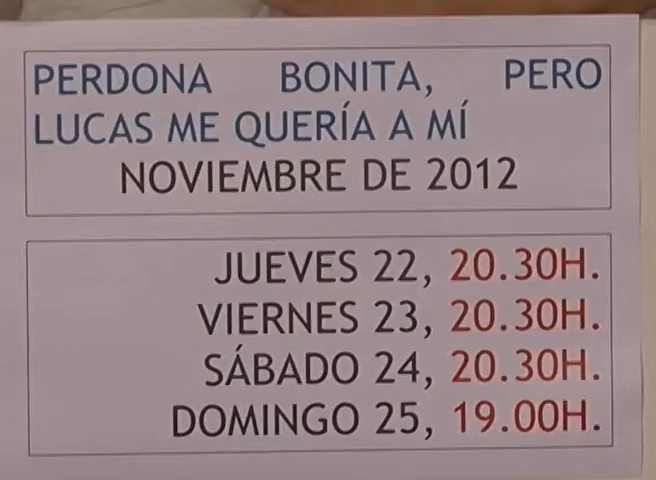 PERDONA BONITA, PERO
LUCAS ME QUERÍA A MÍ
NOVIEMBRE DE 2012
JUEVES 22, 20.30H.
VIERNES 23, 20.30H.
SÁBADO 24, 20.30H.
DOMINGO 25, 19.00H.